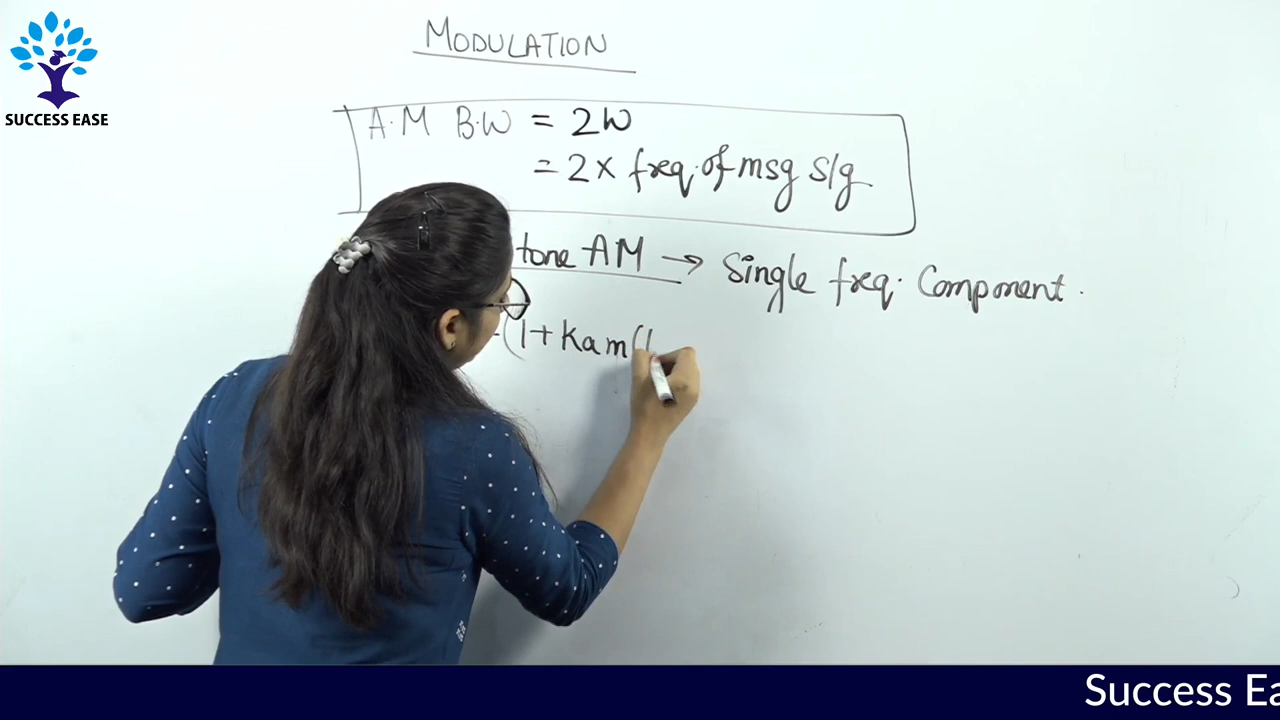 SUCCESS EASE
MODULATION
A.M B.W = 2W
= 2 x freq. of msg s/g.
tone AM → Single freq. Component.
(1+Kam(
Success Ea